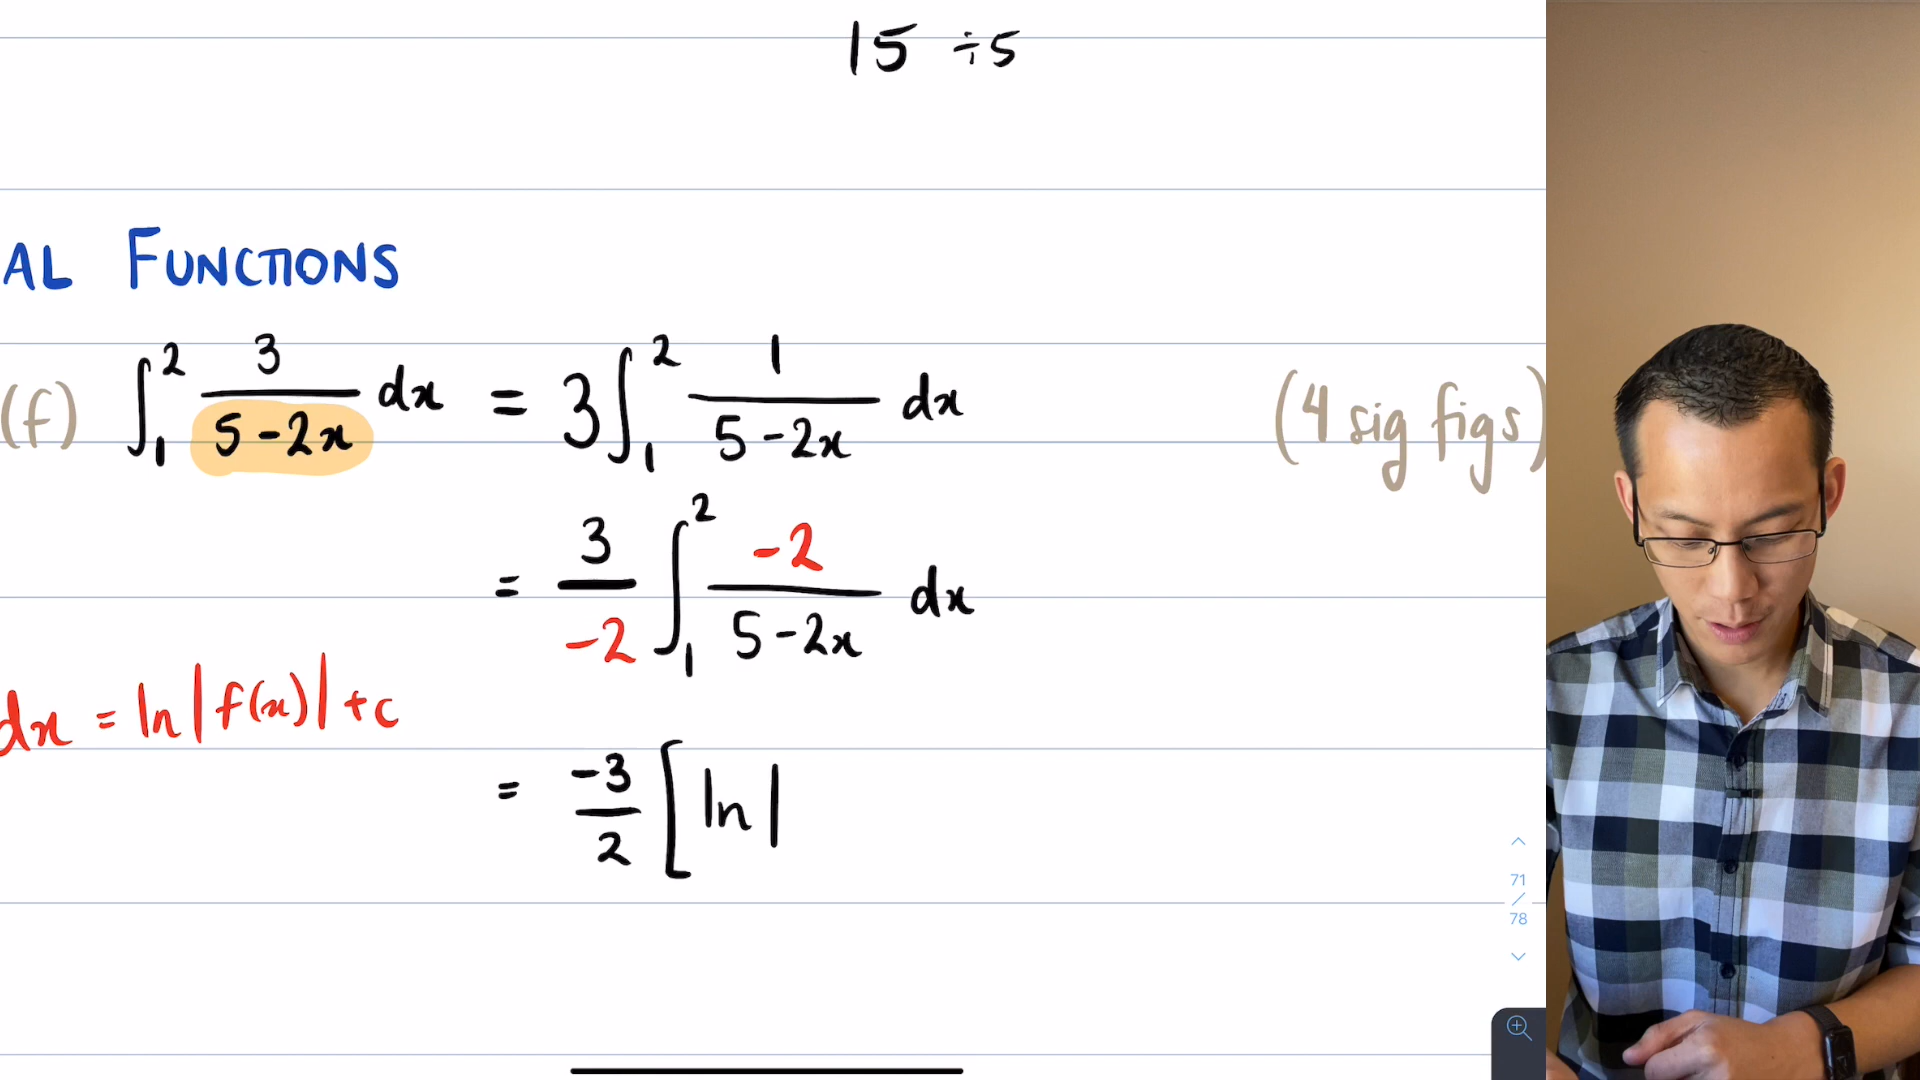 15 ÷5
AL FUNCTIONS
(f) ∫₁² 3/(5-2x) dx = 3∫₁² 1/(5-2x) dx (4 sig figs)
= 3/-2 ∫₁² -2/(5-2x) dx
dx = ln|f(x)|+c
= -3/2 [ln|
71
/
78